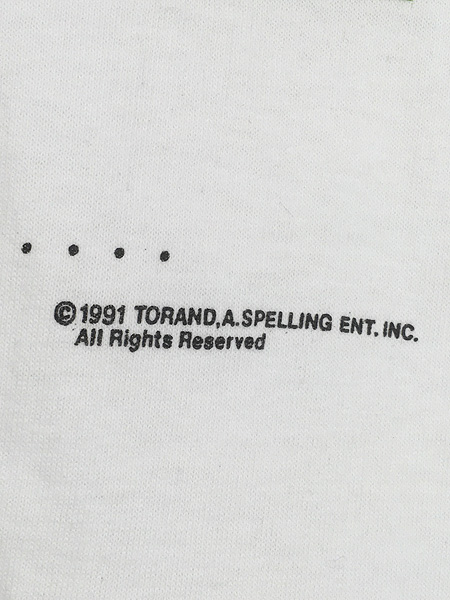 ©1991 TORAND,A.SPELLING ENT. INC.
All Rights Reserved